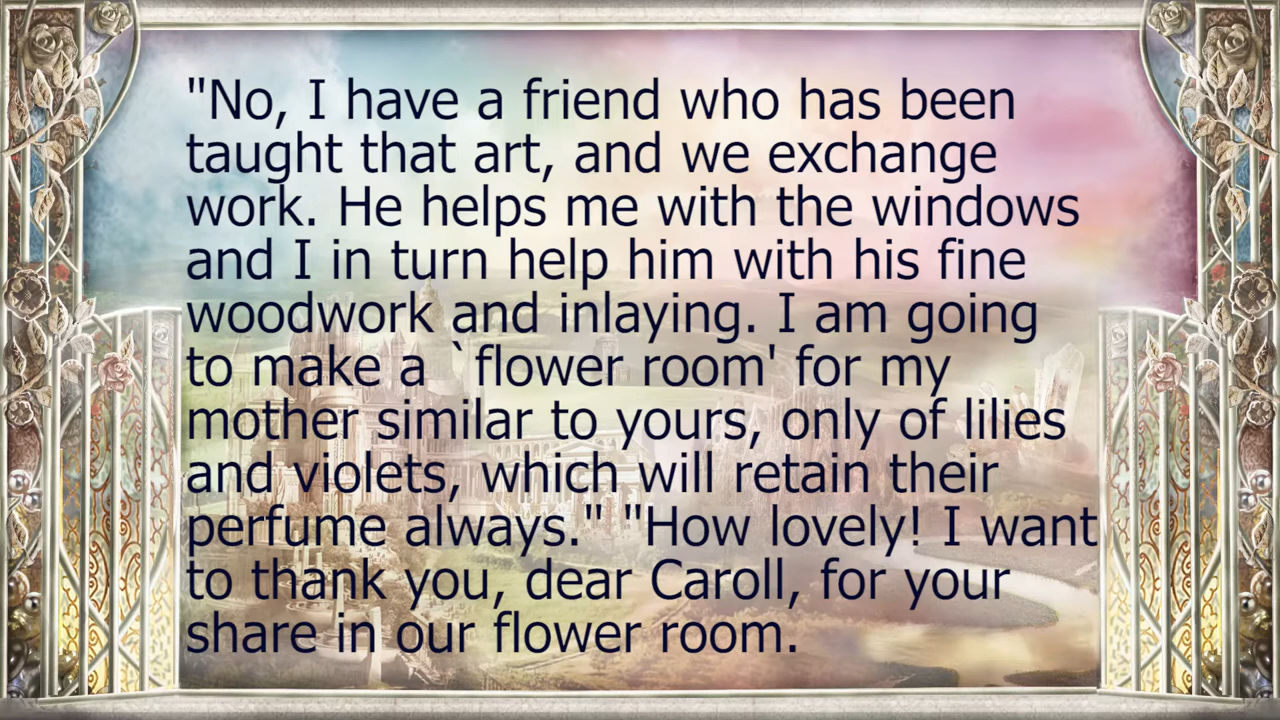 "No, I have a friend who has been
taught that art, and we exchange
work. He helps me with the windows
and I in turn help him with his fine
woodwork and inlaying. I am going
to make a `flower room' for my
mother similar to yours, only of lilies
and violets, which will retain their
perfume always." "How lovely! I want
to thank you, dear Caroll, for your
share in our flower room.